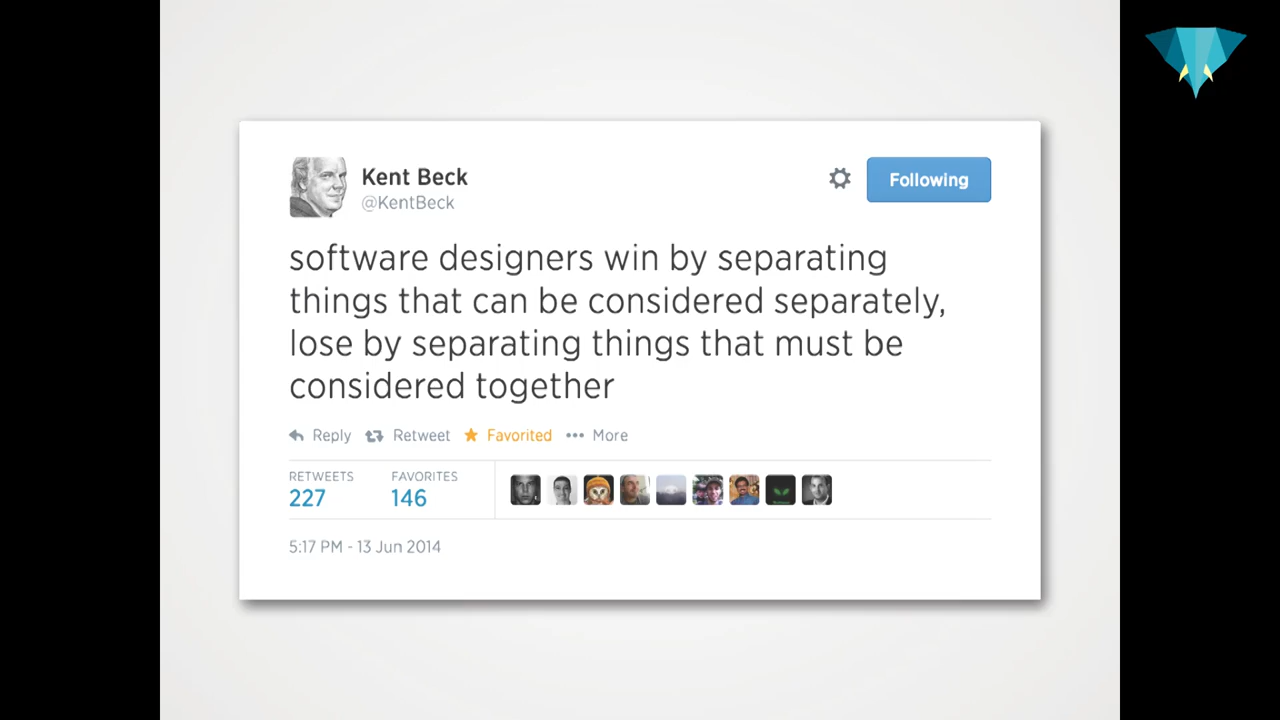 Kent Beck
@KentBeck
Following
software designers win by separating
things that can be considered separately,
lose by separating things that must be
considered together
Reply Retweet Favorited More
RETWEETS FAVORITES
227 146
5:17 PM - 13 Jun 2014